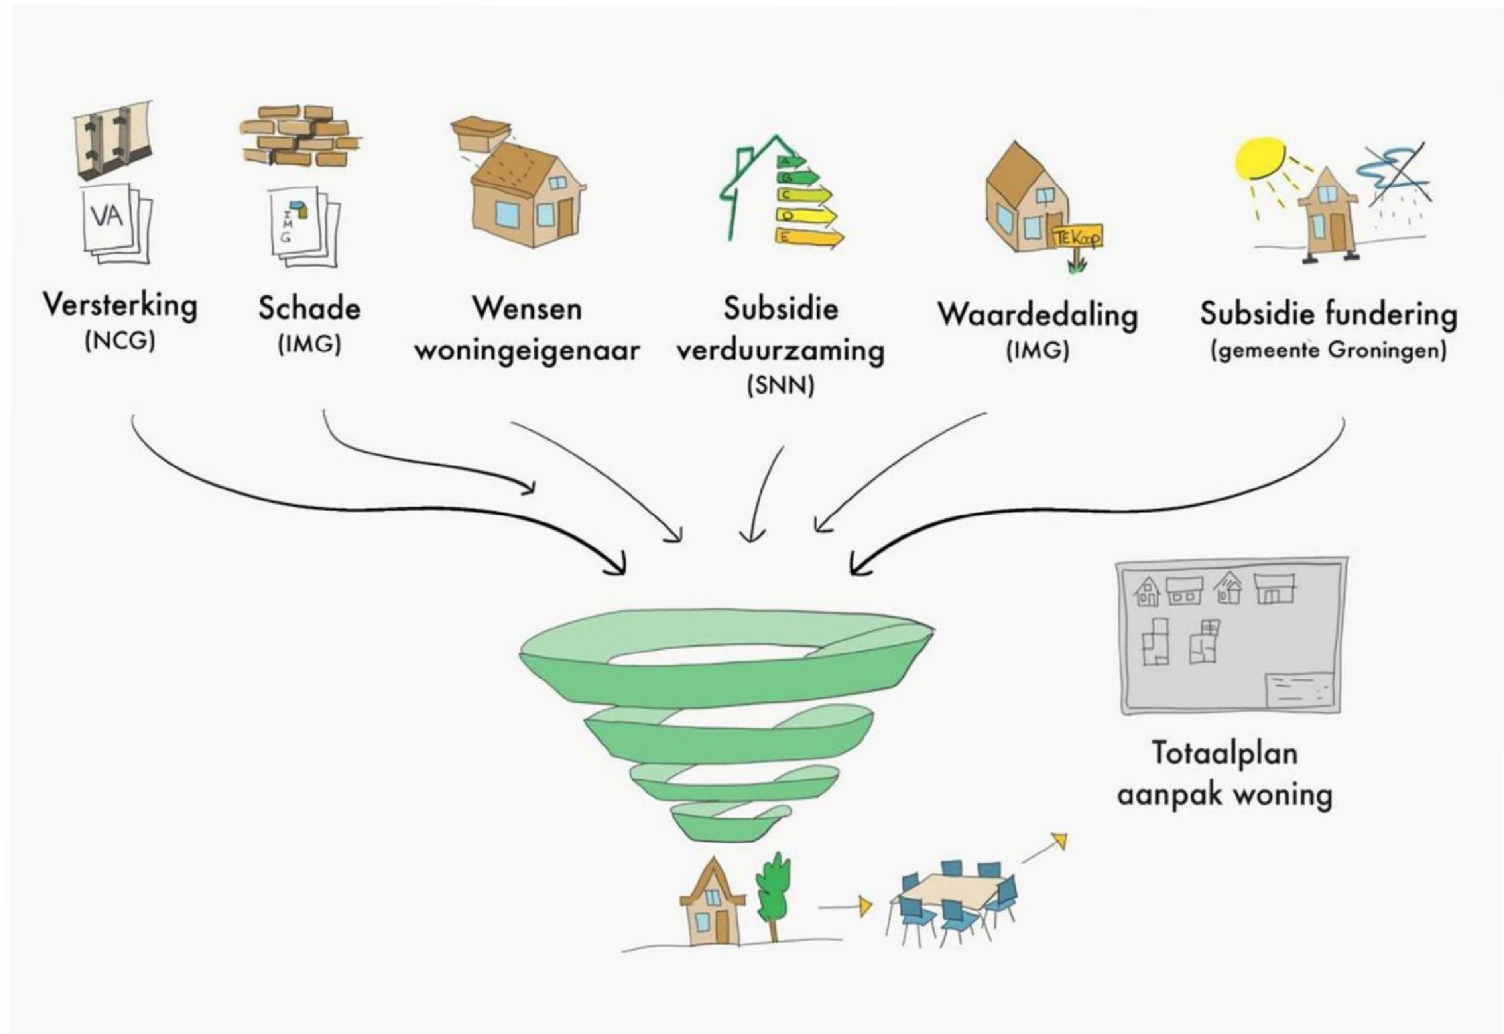 VA
IMG
A
B
C
D
E
TE Koop
Versterking
(NCG)
Schade
(IMG)
Wensen
woningeigenaar
Subsidie
verduurzaming
(SNN)
Waardedaling
(IMG)
Subsidie fundering
(gemeente Groningen)
Totaalplan
aanpak woning